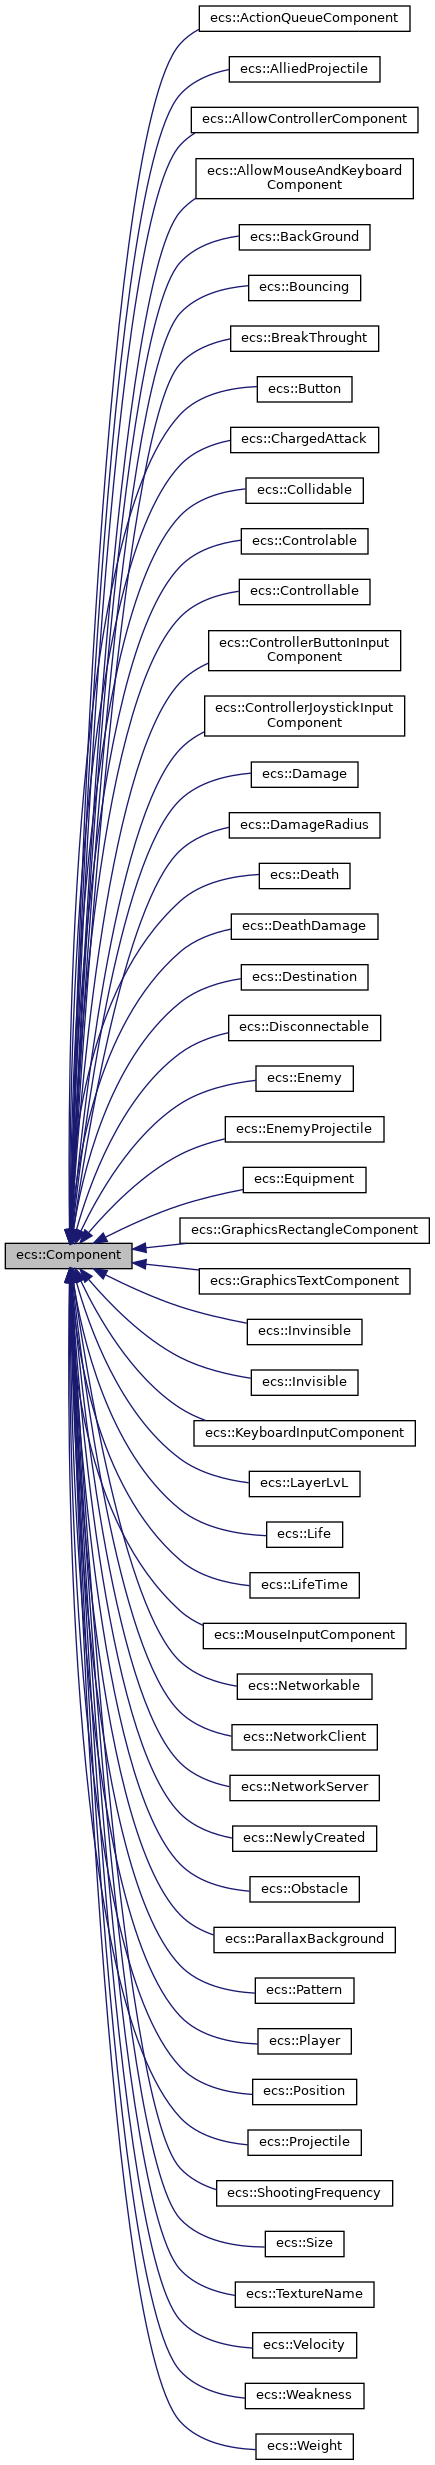 ecs::ActionQueueComponent
ecs::AlliedProjectile
ecs::AllowControllerComponent
ecs::AllowMouseAndKeyboard
Component
ecs::BackGround
ecs::Bouncing
ecs::BreakThrought
ecs::Button
ecs::ChargedAttack
ecs::Collidable
ecs::Controlable
ecs::Controllable
ecs::ControllerButtonInput
Component
ecs::ControllerJoystickInput
Component
ecs::Damage
ecs::DamageRadius
ecs::Death
ecs::DeathDamage
ecs::Destination
ecs::Disconnectable
ecs::Enemy
ecs::EnemyProjectile
ecs::Equipment
ecs::GraphicsRectangleComponent
ecs::Component
ecs::GraphicsTextComponent
ecs::Invinsible
ecs::Invisible
ecs::KeyboardInputComponent
ecs::LayerLvL
ecs::Life
ecs::LifeTime
ecs::MouseInputComponent
ecs::Networkable
ecs::NetworkClient
ecs::NetworkServer
ecs::NewlyCreated
ecs::Obstacle
ecs::ParallaxBackground
ecs::Pattern
ecs::Player
ecs::Position
ecs::Projectile
ecs::ShootingFrequency
ecs::Size
ecs::TextureName
ecs::Velocity
ecs::Weakness
ecs::Weight